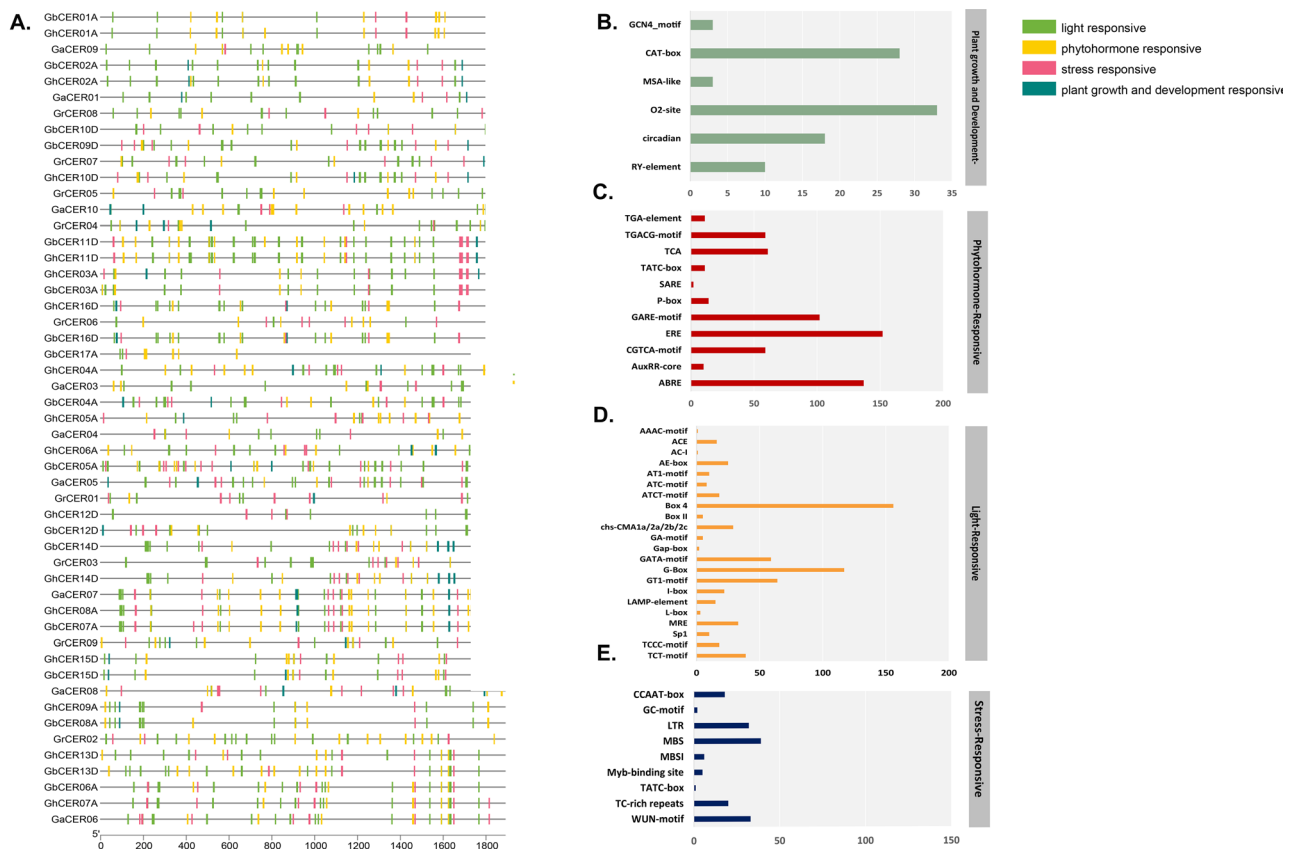 A.
GbCER01A
GhCER01A
GaCER09
GbCER02A
GhCER02A
GaCER01
GrCER08
GbCER10D
GbCER09D
GrCER07
GhCER10D
GrCER05
GaCER10
GrCER04
GbCER11D
GhCER11D
GhCER03A
GbCER03A
GhCER16D
GrCER06
GbCER16D
GbCER17A
GhCER04A
GaCER03
GbCER04A
GhCER05A
GaCER04
GhCER06A
GbCER05A
GaCER05
GrCER01
GhCER12D
GbCER12D
GbCER14D
GrCER03
GhCER14D
GaCER07
GhCER08A
GbCER07A
GrCER09
GhCER15D
GbCER15D
GaCER08
GhCER09A
GbCER08A
GrCER02
GhCER13D
GbCER13D
GbCER06A
GhCER07A
GaCER06
5'
0 200 400 600 800 1000 1200 1400 1600 1800
B.
GCN4_motif
CAT-box
MSA-like
O2-site
circadian
RY-element
0 5 10 15 20 25 30 35
Plant growth and Development-
C.
TGA-element
TGACG-motif
TCA
TATC-box
SARE
P-box
GARE-motif
ERE
CGTCA-motif
AuxRR-core
ABRE
0 50 100 150 200
Phytohormone-Responsive
D.
AAAC-motif
ACE
AC-I
AE-box
AT1-motif
ATC-motif
ATCT-motif
Box 4
Box II
chs-CMA1a/2a/2b/2c
GA-motif
Gap-box
GATA-motif
G-Box
GT1-motif
I-box
LAMP-element
L-box
MRE
Sp1
TCCC-motif
TCT-motif
0 50 100 150 200
Light-Responsive
E.
CCAAT-box
GC-motif
LTR
MBS
MBSI
Myb-binding site
TATC-box
TC-rich repeats
WUN-motif
0 50 100 150
Stress-Responsive
light responsive
phytohormone responsive
stress responsive
plant growth and development responsive